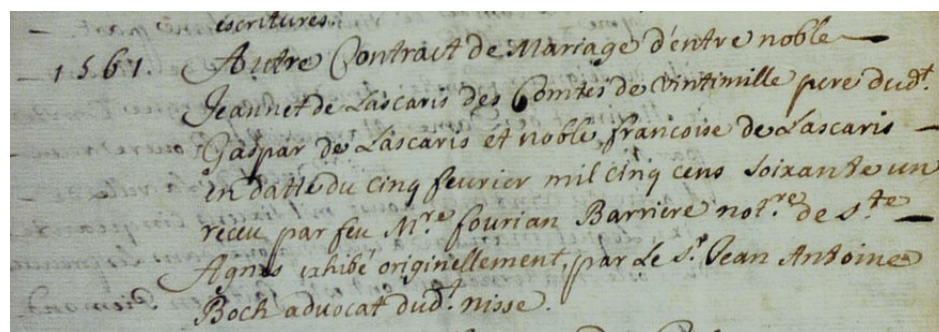 escritures.
1561. Autre Contract de Mariage d'entre noble
Jeannet de Lascaris des Comtes de Vintimille pere dud.t
Gaspar de Lascaris et noble francoise de Lascaris
en datte du cinq feurier mil cinq cens soixante un
receu par feu M.re fourian Barriere not.re de s.te
Agnes exhibé originellement, par Le S.r Jean Antoine
Bock aduocat dud.t nisse.